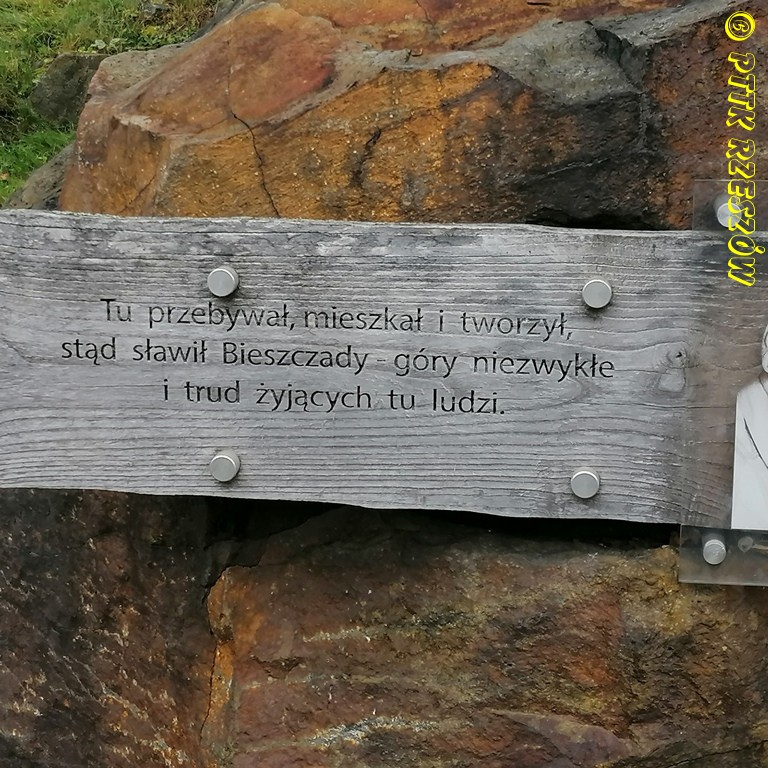 Tu przebywał, mieszkał i tworzył,
stąd sławił Bieszczady - góry niezwykłe
i trud żyjących tu ludzi.
© PTTK RZESZÓW